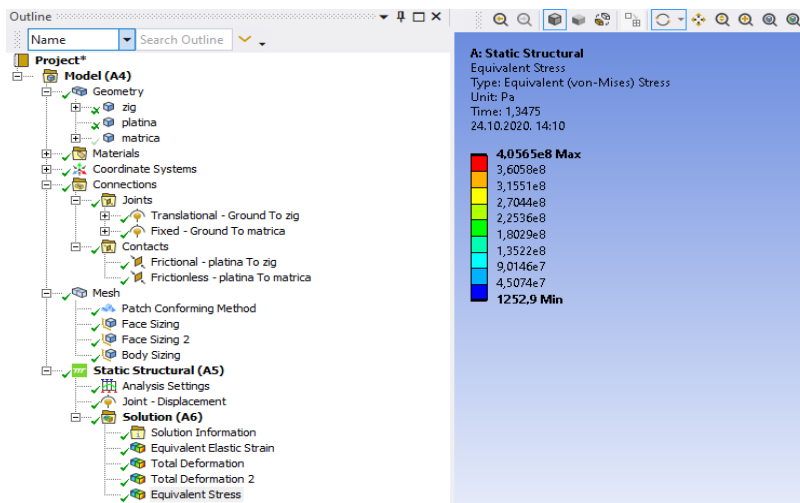 Outline
Name
Search Outline
Project*
Model (A4)
Geometry
zig
platina
matrica
Materials
Coordinate Systems
Connections
Joints
Translational - Ground To zig
Fixed - Ground To matrica
Contacts
Frictional - platina To zig
Frictionless - platina To matrica
Mesh
Patch Conforming Method
Face Sizing
Face Sizing 2
Body Sizing
Static Structural (A5)
Analysis Settings
Joint - Displacement
Solution (A6)
Solution Information
Equivalent Elastic Strain
Total Deformation
Total Deformation 2
Equivalent Stress
A: Static Structural
Equivalent Stress
Type: Equivalent (von-Mises) Stress
Unit: Pa
Time: 1,3475
24.10.2020. 14:10
4,0565e8 Max
3,6058e8
3,1551e8
2,7044e8
2,2536e8
1,8029e8
1,3522e8
9,0146e7
4,5074e7
1252,9 Min